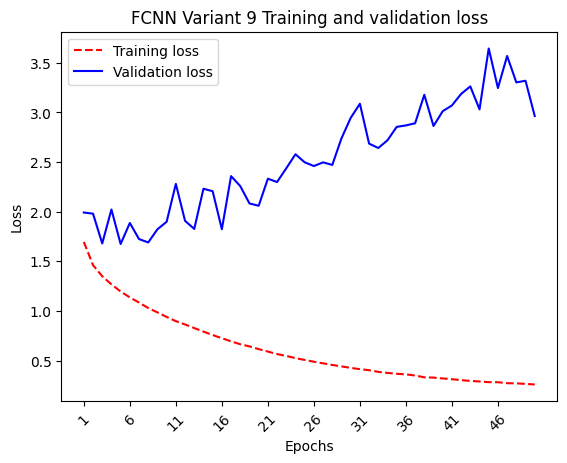 FCNN Variant 9 Training and validation loss
Training loss
Validation loss
3.5
3.0
2.5
2.0
1.5
1.0
0.5
Loss
1 6 11 16 21 26 31 36 41 46
Epochs